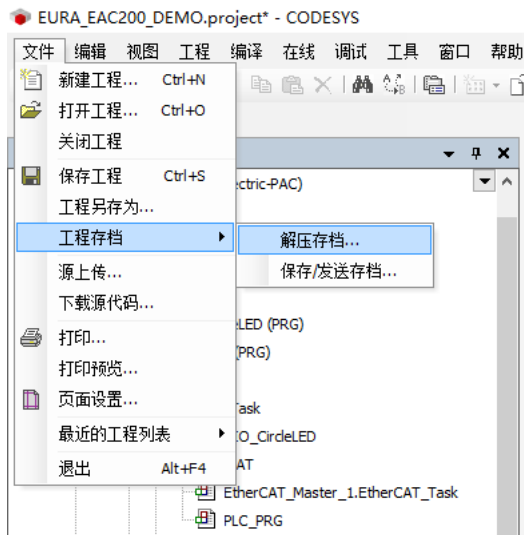 EURA_EAC200_DEMO.project* - CODESYS
文件 编辑 视图 工程 编译 在线 调试 工具 窗口 帮助
新建工程... Ctrl+N
打开工程... Ctrl+O
关闭工程
保存工程 Ctrl+S
ectric-PAC)
工程另存为...
工程存档
解压存档...
源上传...
保存/发送存档...
下载源代码...
LED (PRG)
打印...
(PRG)
打印预览...
页面设置...
ask
最近的工程列表
O_CircleLED
退出 Alt+F4
AT
EtherCAT_Master_1.EtherCAT_Task
PLC_PRG